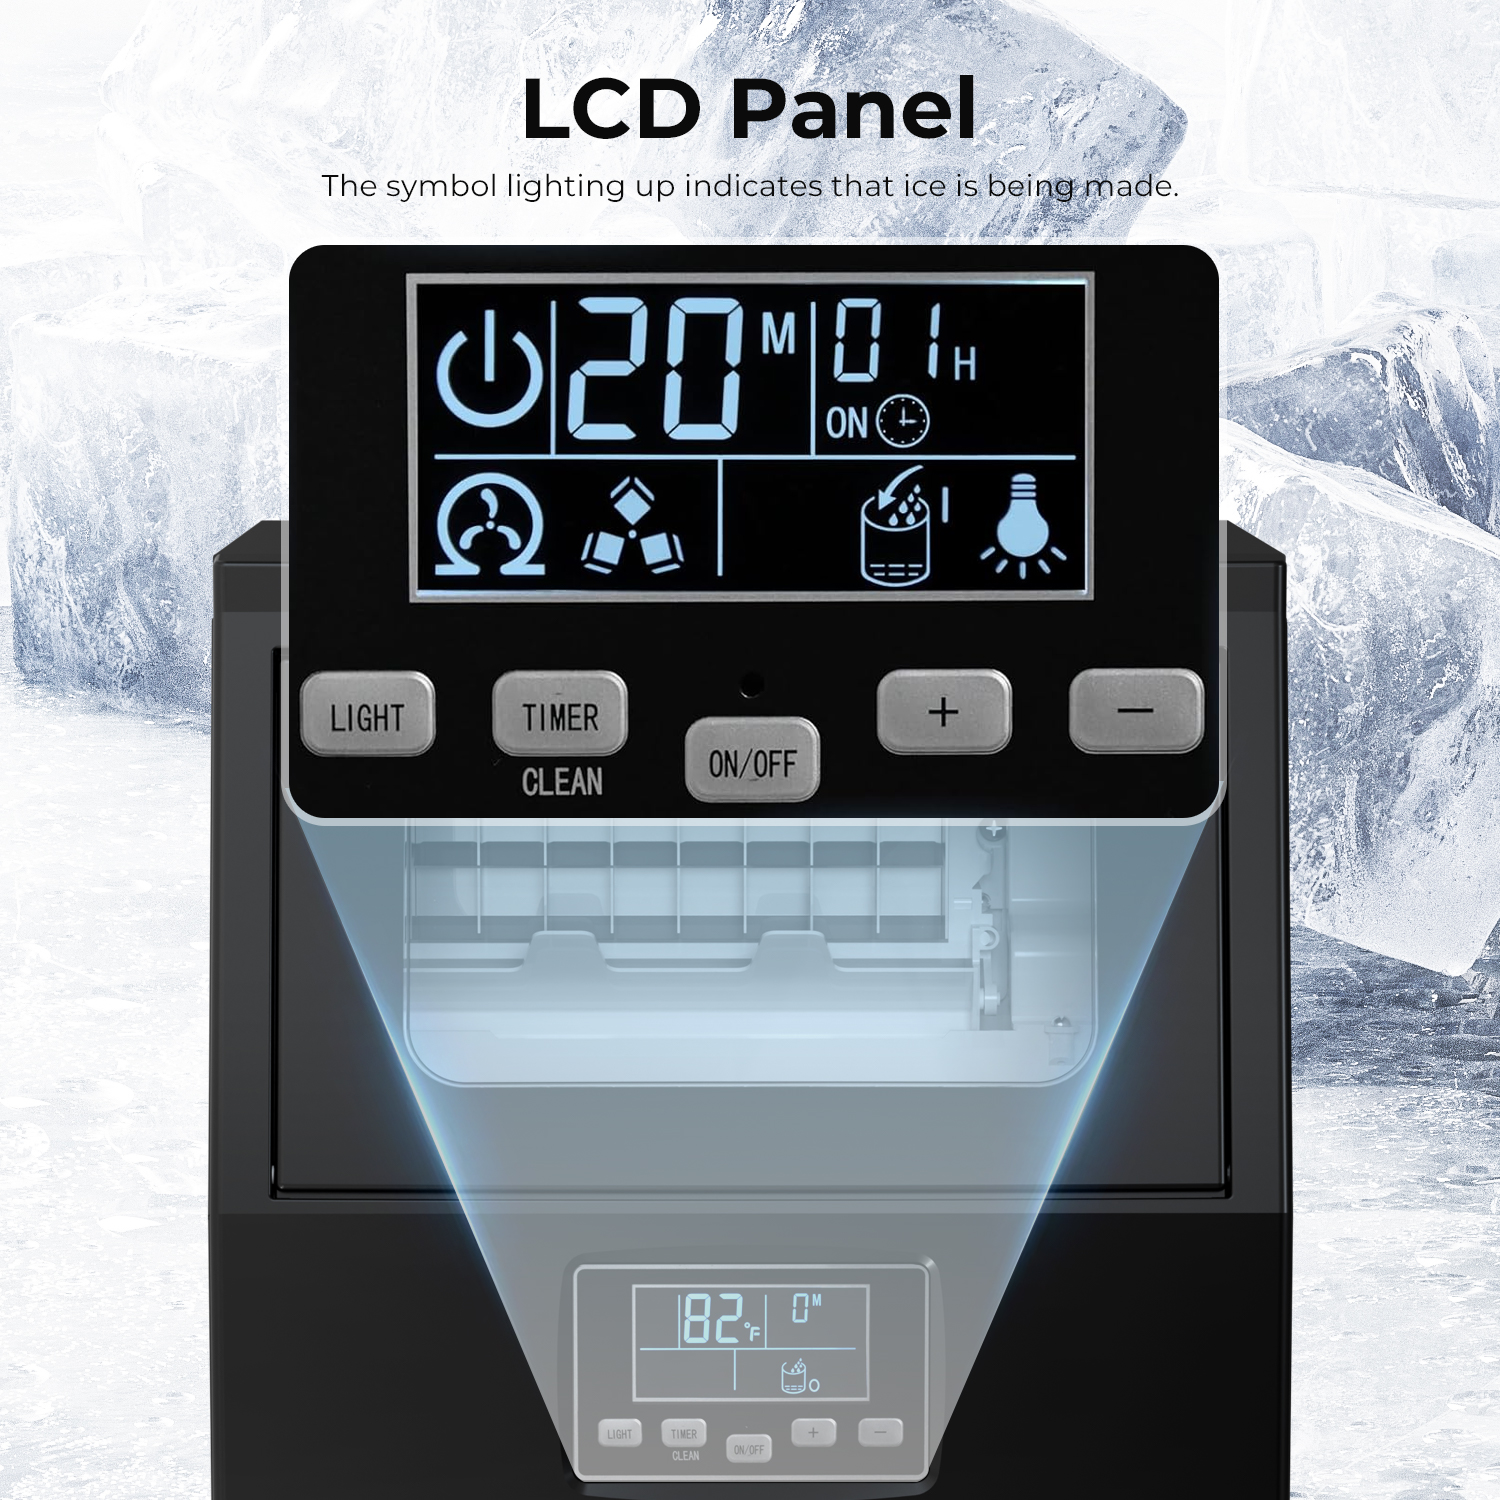 LCD Panel
The symbol lighting up indicates that ice is being made.
20 M
01 H
ON
LIGHT
TIMER
CLEAN
ON/OFF
+
−
82 °F
0 M
0
LIGHT
TIMER
CLEAN
ON/OFF
+
−